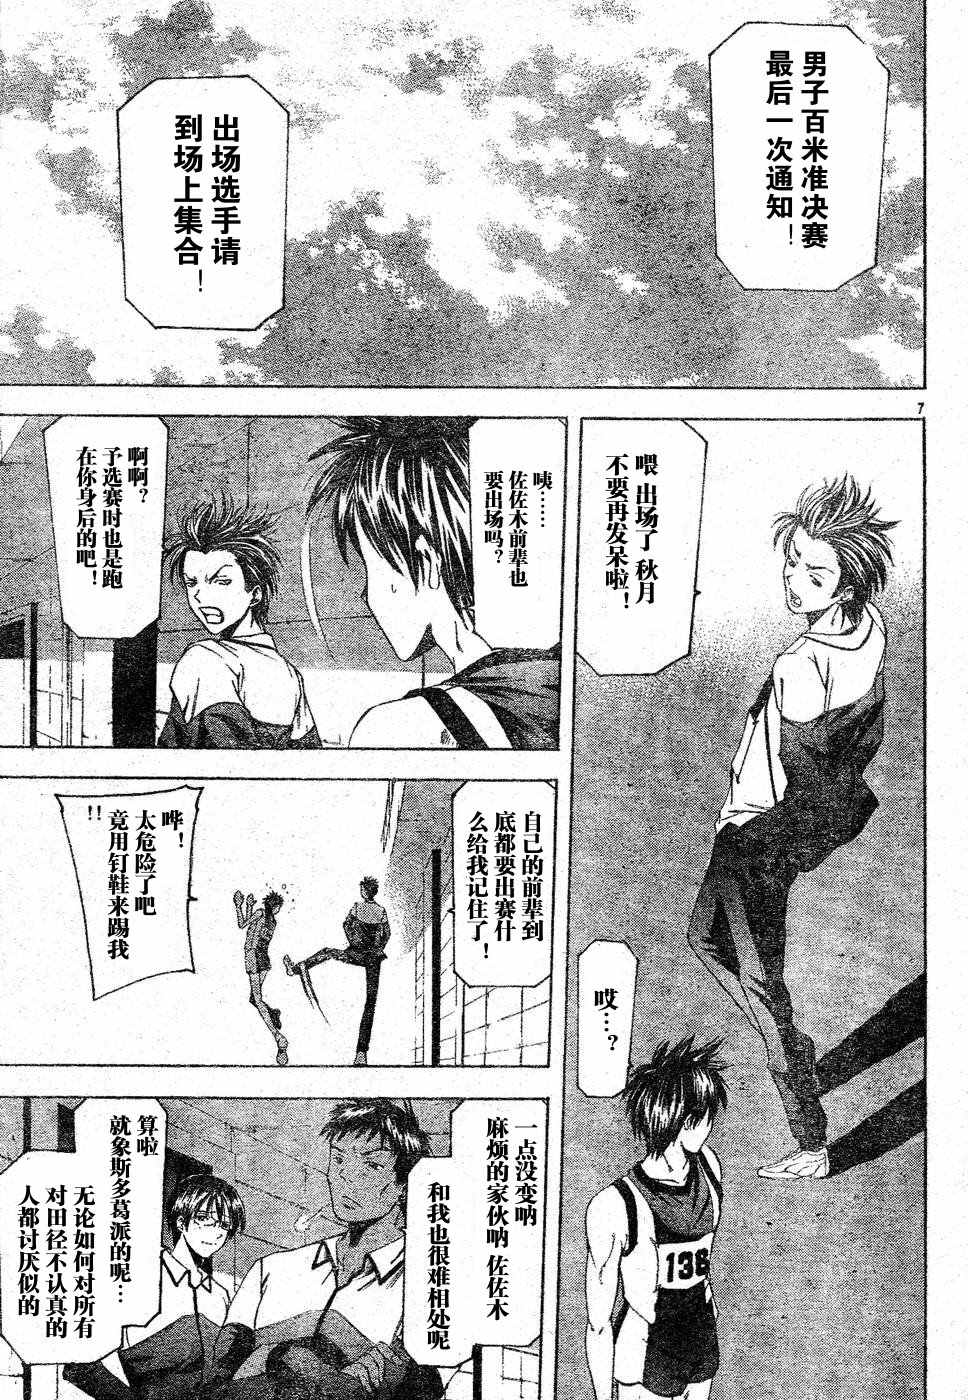 男子百米准决赛
最后一次通知！
出场选手请
到场上集合！
7
喂 出场了 秋月
不要再发呆啦！
哎…？
138
咦……
佐佐木前辈也
要出场吗？
啊啊？
予选赛时也是跑
在你身后的吧！
自己的前辈到
底都要出赛什
么给我记住了！
哗！
太危险了吧
竟用钉鞋来踢我
！！
一点没变呐
麻烦的家伙呐 佐佐木
和我也很难相处呢
算啦
就象斯多葛派的呢…
无论如何对所有
对田径不认真的
人都讨厌似的